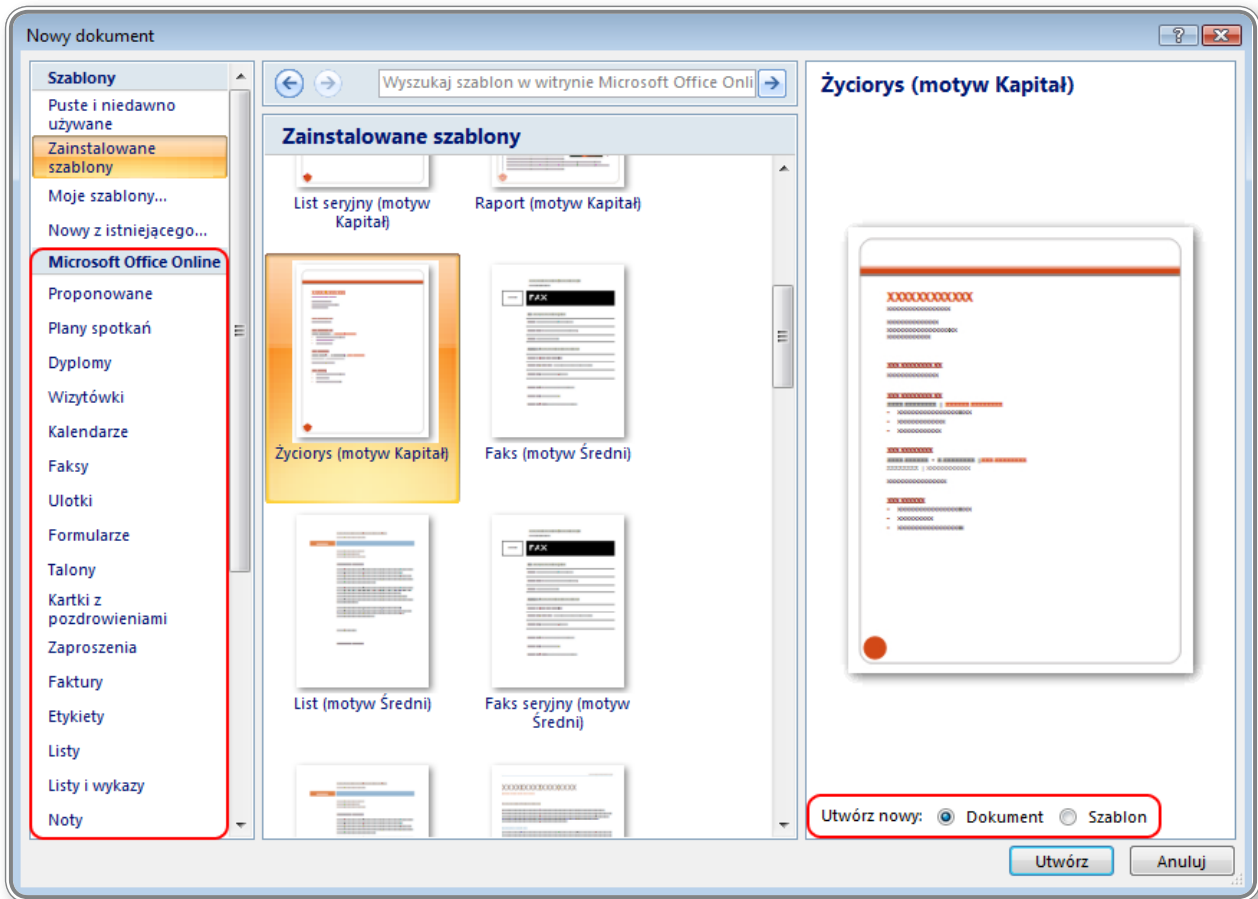 Nowy dokument
Szablony
Puste i niedawno
używane
Zainstalowane
szablony
Moje szablony...
Nowy z istniejącego...
Microsoft Office Online
Proponowane
Plany spotkań
Dyplomy
Wizytówki
Kalendarze
Faksy
Ulotki
Formularze
Talony
Kartki z
pozdrowieniami
Zaproszenia
Faktury
Etykiety
Listy
Listy i wykazy
Noty
Wyszukaj szablon w witrynie Microsoft Office Onli
Zainstalowane szablony
List seryjny (motyw
Kapitał)
Raport (motyw Kapitał)
FAX
Życiorys (motyw Kapitał)
Faks (motyw Średni)
FAX
List (motyw Średni)
Faks seryjny (motyw
Średni)
Życiorys (motyw Kapitał)
Utwórz nowy: Dokument Szablon
Utwórz Anuluj